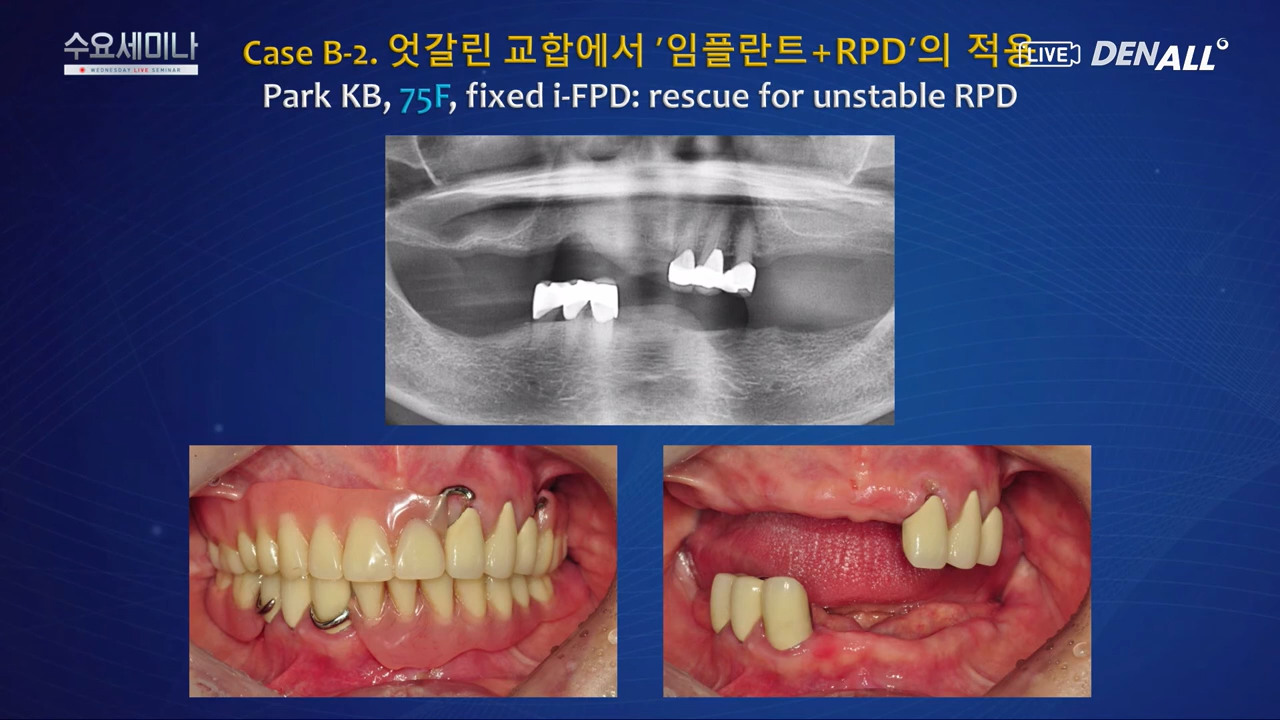 수요세미나
WEDNESDAY LIVE SEMINAR
Case B-2. 엇갈린 교합에서 '임플란트+RPD'의 적용
LIVE
DENALL
Park KB, 75F, fixed i-FPD: rescue for unstable RPD